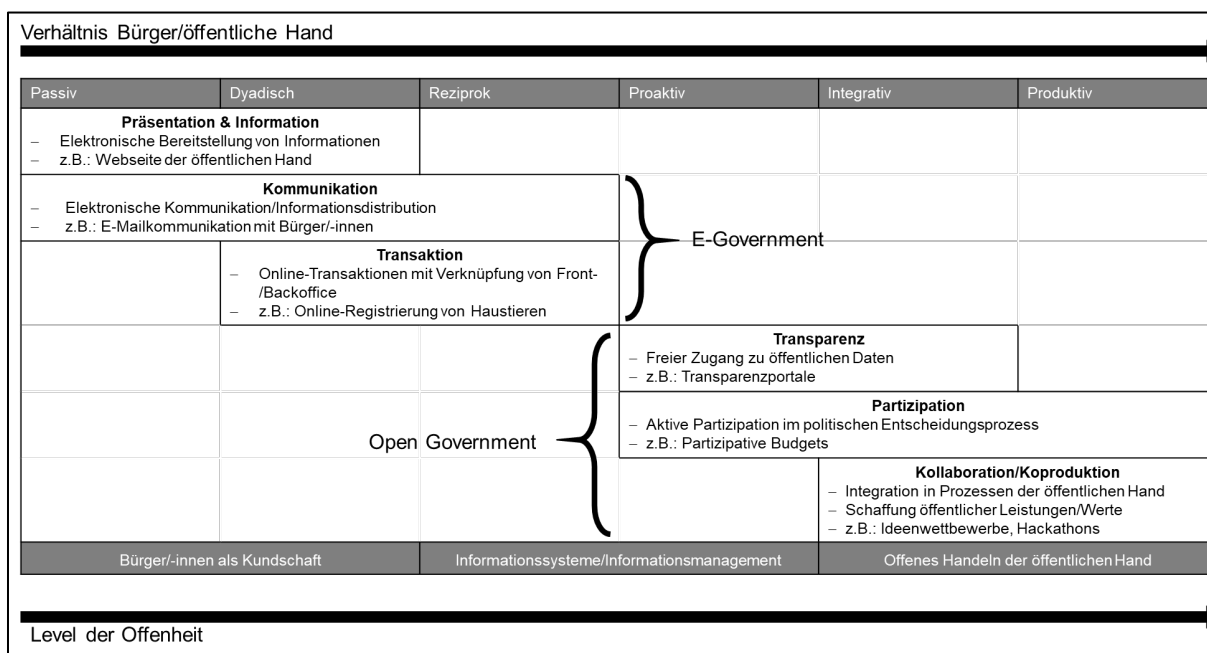 Verhältnis Bürger/öffentliche Hand
Passiv Dyadisch Reziprok Proaktiv Integrativ Produktiv
Präsentation & Information
– Elektronische Bereitstellung von Informationen
– z.B.: Webseite der öffentlichen Hand
Kommunikation
– Elektronische Kommunikation/Informationsdistribution
– z.B.: E-Mailkommunikation mit Bürger/-innen
E-Government
Transaktion
– Online-Transaktionen mit Verknüpfung von Front-
/Backoffice
– z.B.: Online-Registrierung von Haustieren
Transparenz
– Freier Zugang zu öffentlichen Daten
– z.B.: Transparenzportale
Partizipation
– Aktive Partizipation im politischen Entscheidungsprozess
– z.B.: Partizipative Budgets
Open Government
Kollaboration/Koproduktion
– Integration in Prozessen der öffentlichen Hand
– Schaffung öffentlicher Leistungen/Werte
– z.B.: Ideenwettbewerbe, Hackathons
Bürger/-innen als Kundschaft Informationssysteme/Informationsmanagement Offenes Handeln der öffentlichen Hand
Level der Offenheit